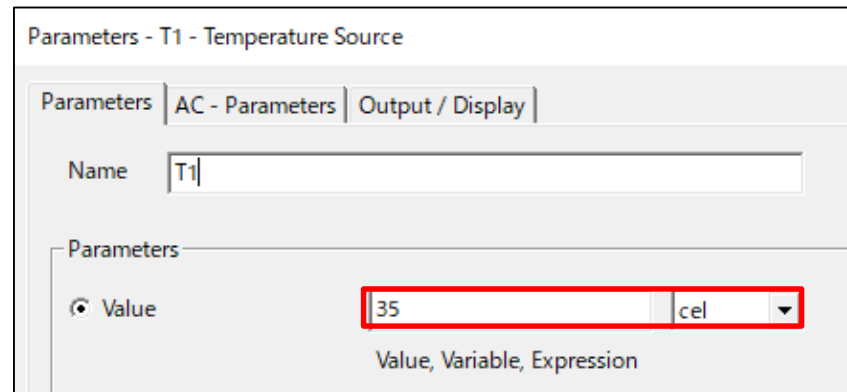 Parameters - T1 - Temperature Source
Parameters AC - Parameters Output / Display
Name T1
Parameters
Value 35 cel
Value, Variable, Expression